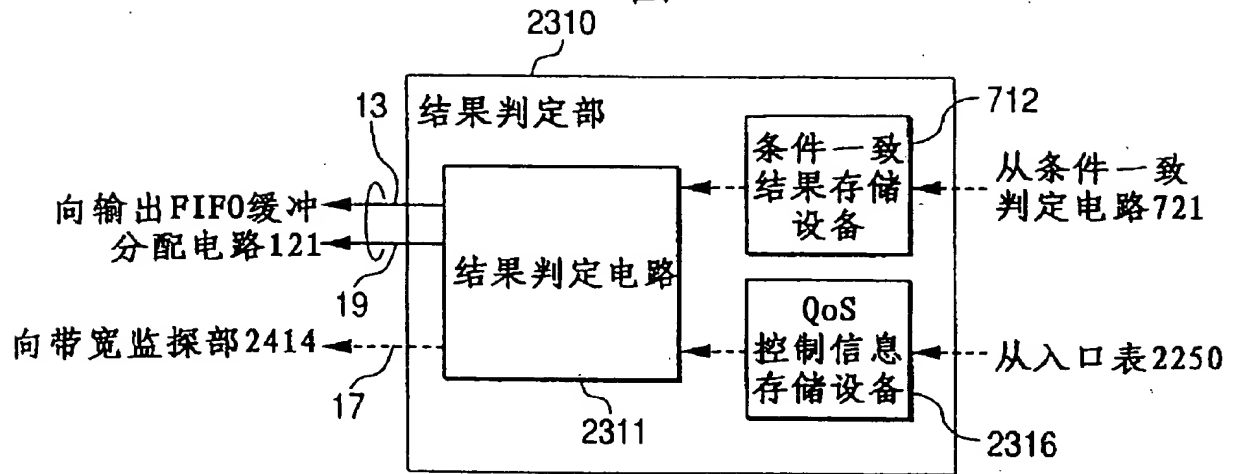 2310
结果判定部
13
712
条件一致
结果存储
设备
从条件一致
判定电路721
向输出FIFO缓冲
分配电路121
19
结果判定电路
QoS
控制信息
存储设备
向带宽监探部2414
17
从入口表2250
2311
2316